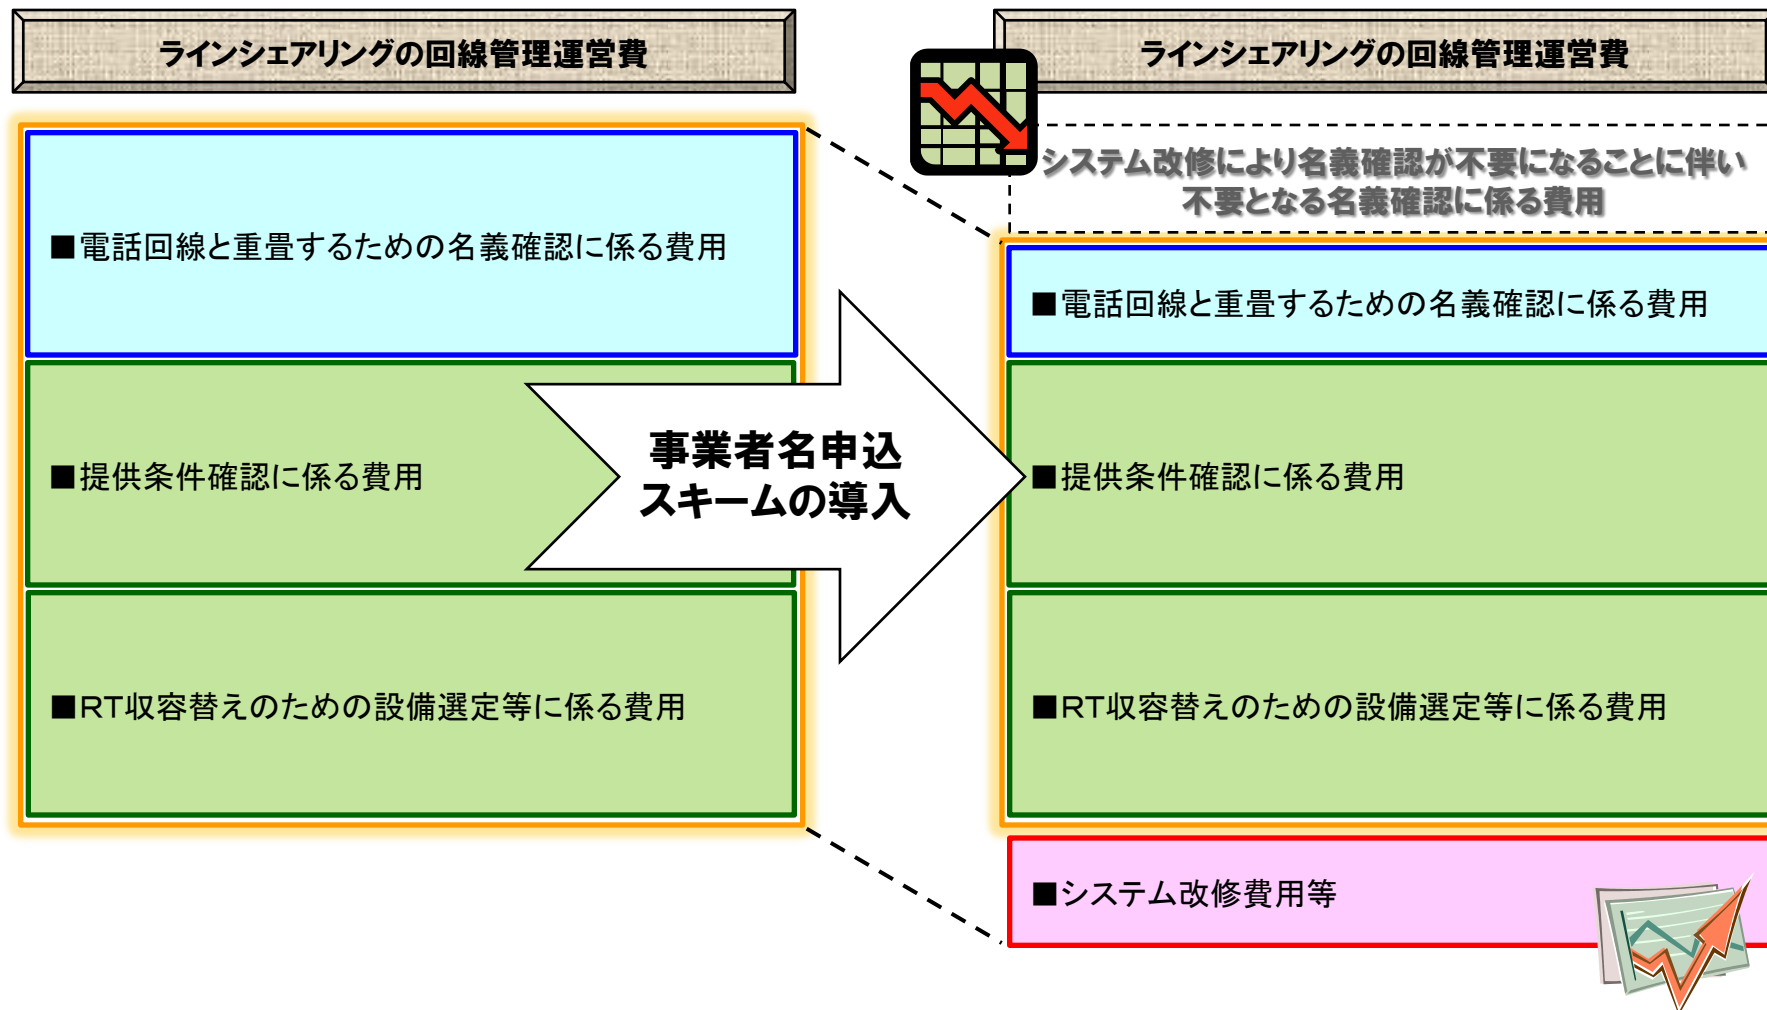 ラインシェアリングの回線管理運営費
■電話回線と重畳するための名義確認に係る費用
■提供条件確認に係る費用
■RT収容替えのための設備選定等に係る費用
事業者名申込
スキームの導入
ラインシェアリングの回線管理運営費
システム改修により名義確認が不要になることに伴い
不要となる名義確認に係る費用
■電話回線と重畳するための名義確認に係る費用
■提供条件確認に係る費用
■RT収容替えのための設備選定等に係る費用
■システム改修費用等